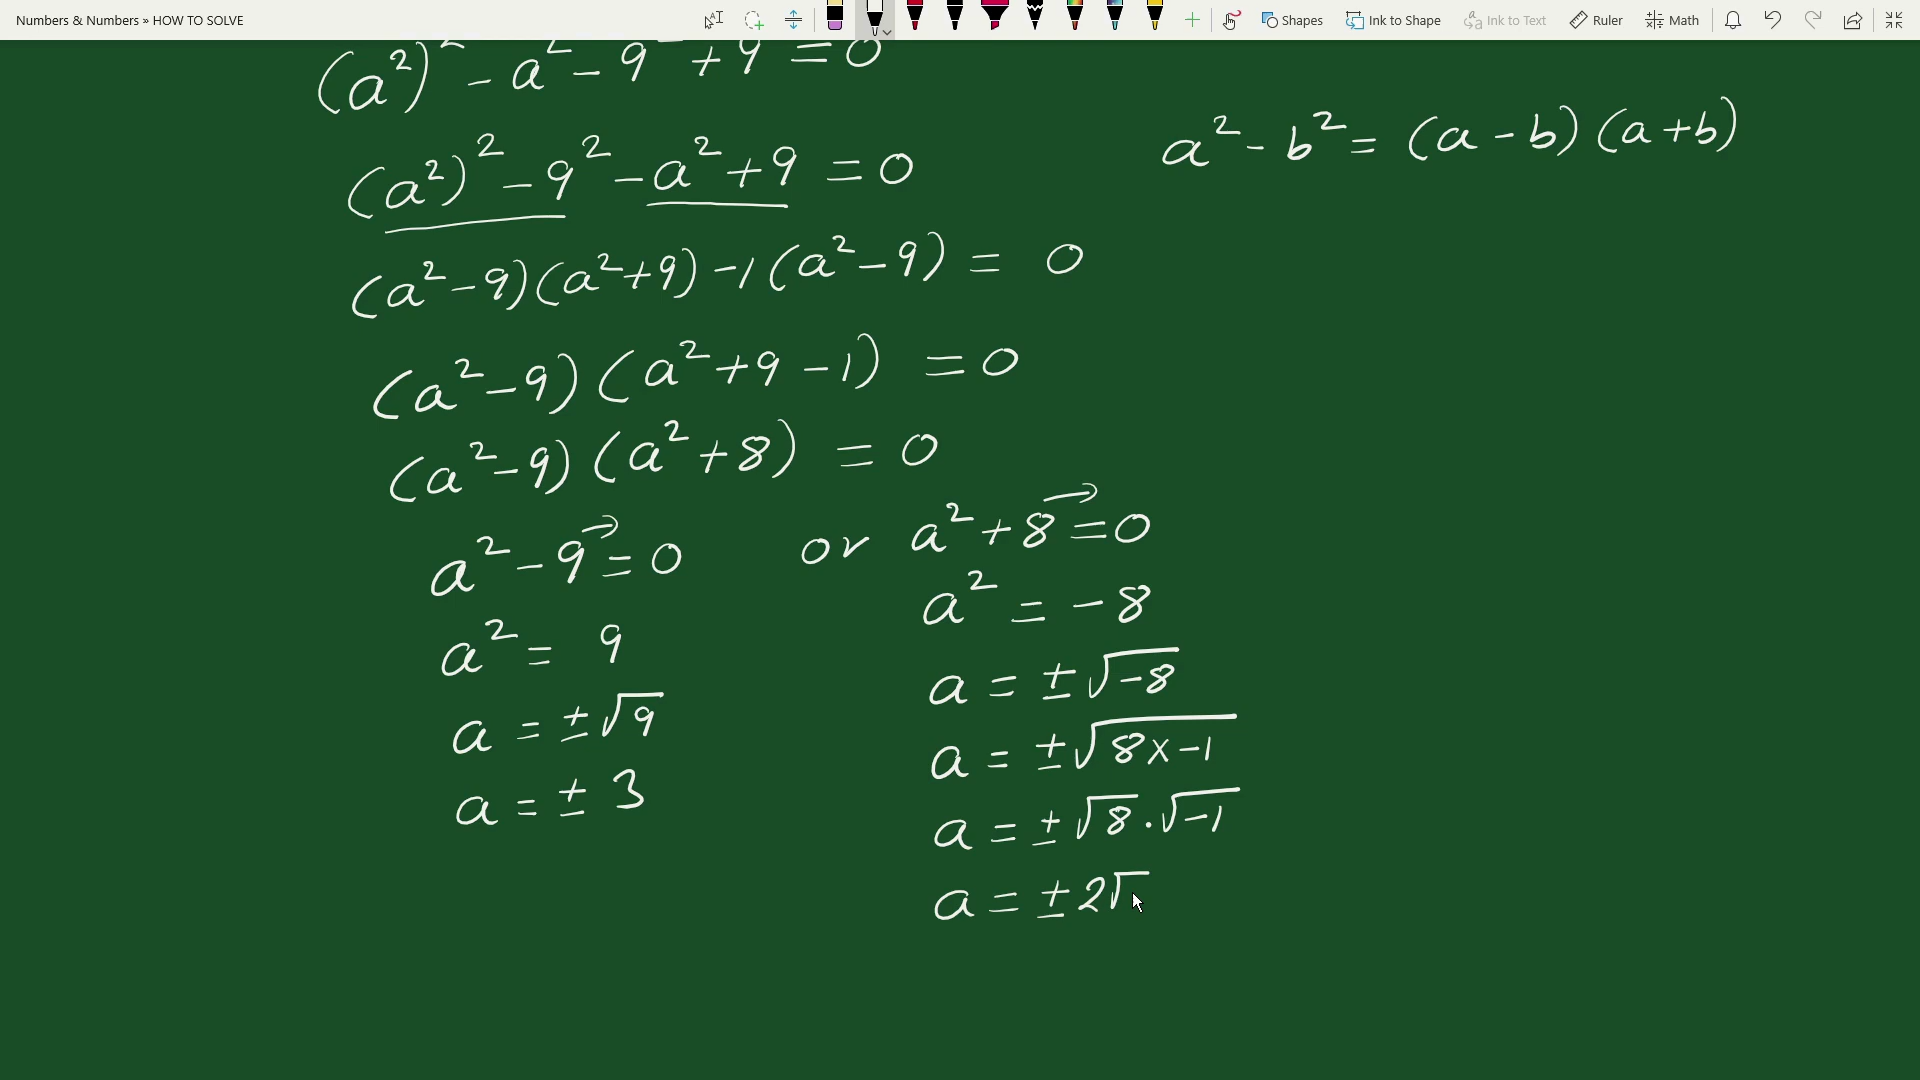 Numbers & Numbers » HOW TO SOLVE
Shapes Ink to Shape Ink to Text Ruler Math
(a²)² - a² - 9² + 9 = 0
a² - b² = (a - b) (a + b)
(a²)² - 9² - a² + 9 = 0
(a² - 9)(a² + 9) - 1 (a² - 9) = 0
(a² - 9) (a² + 9 - 1) = 0
(a² - 9) (a² + 8) = 0
a² - 9 = 0 or a² + 8 = 0
a² = 9
a = ±√9
a = ± 3
a² = - 8
a = ± √-8
a = ± √8x-1
a = ± √8 . √-1
a = ± 2√